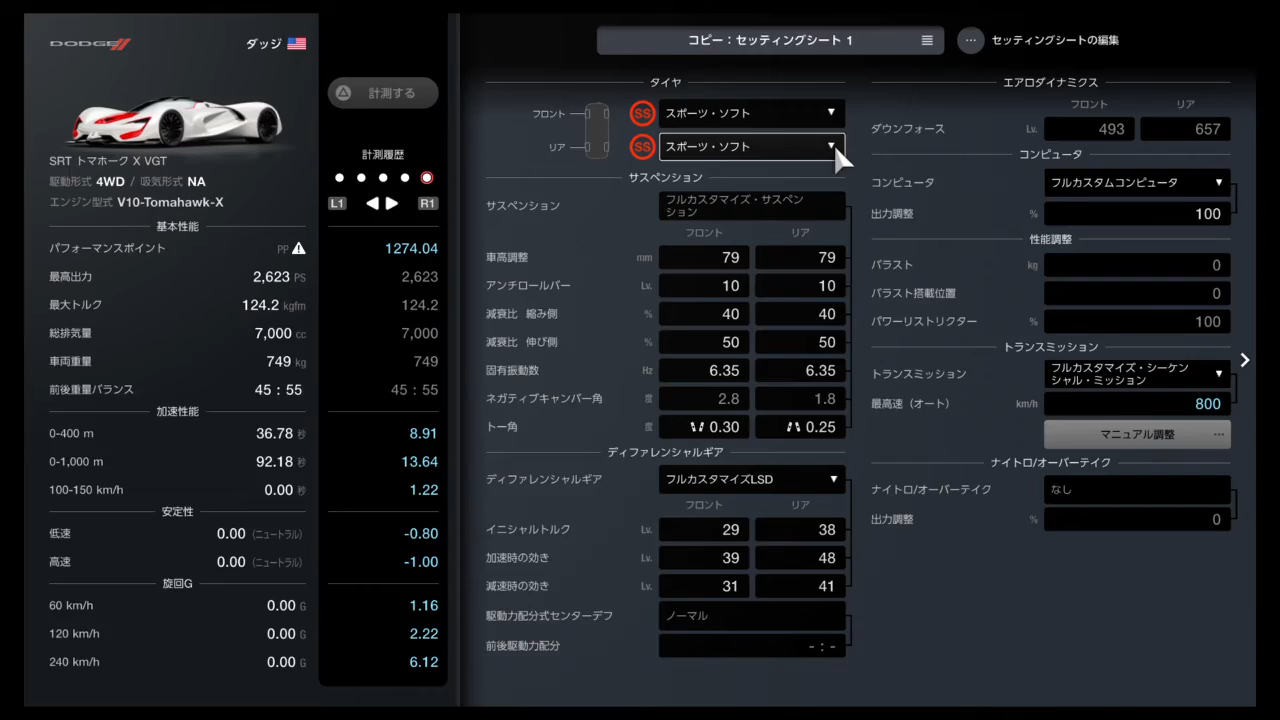 DODGE
ダッジ
SRT トマホーク X VGT
駆動形式 4WD / 吸気形式 NA
エンジン型式 V10-Tomahawk-X
計測する
計測履歴
L1 R1
基本性能
パフォーマンスポイント PP 1274.04
最高出力 2,623 PS 2,623
最大トルク 124.2 kgfm 124.2
総排気量 7,000 cc 7,000
車両重量 749 kg 749
前後重量バランス 45 : 55 45 : 55
加速性能
0-400 m 36.78 秒 8.91
0-1,000 m 92.18 秒 13.64
100-150 km/h 0.00 秒 1.22
安定性
低速 0.00 (ニュートラル) -0.80
高速 0.00 (ニュートラル) -1.00
旋回G
60 km/h 0.00 G 1.16
120 km/h 0.00 G 2.22
240 km/h 0.00 G 6.12
コピー：セッティングシート 1
セッティングシートの編集
タイヤ
フロント SS スポーツ・ソフト
リア SS スポーツ・ソフト
サスペンション
サスペンション フルカスタマイズ・サスペン
ション
フロント リア
車高調整 mm 79 79
アンチロールバー Lv. 10 10
減衰比 縮み側 % 40 40
減衰比 伸び側 % 50 50
固有振動数 Hz 6.35 6.35
ネガティブキャンバー角 度 2.8 1.8
トー角 度 0.30 0.25
ディファレンシャルギア
ディファレンシャルギア フルカスタマイズLSD
フロント リア
イニシャルトルク Lv. 29 38
加速時の効き Lv. 39 48
減速時の効き Lv. 31 41
駆動力配分式センターデフ ノーマル
前後駆動力配分 - : -
エアロダイナミクス
フロント リア
ダウンフォース Lv. 493 657
コンピュータ
コンピュータ フルカスタムコンピュータ
出力調整 % 100
性能調整
バラスト kg 0
バラスト搭載位置 0
パワーリストリクター % 100
トランスミッション
トランスミッション フルカスタマイズ・シーケン
シャル・ミッション
最高速（オート） km/h 800
マニュアル調整
ナイトロ/オーバーテイク
ナイトロ/オーバーテイク なし
出力調整 % 0